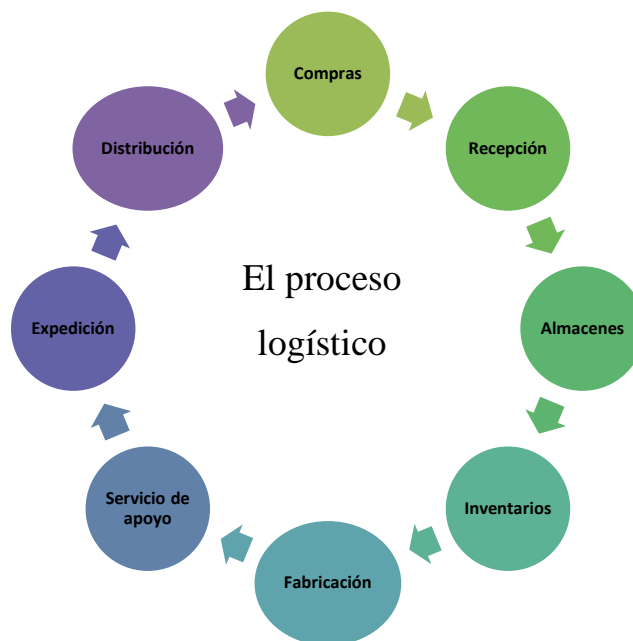 Compras
Recepción
Almacenes
Inventarios
Fabricación
Servicio de
apoyo
Expedición
Distribución
El proceso
logístico